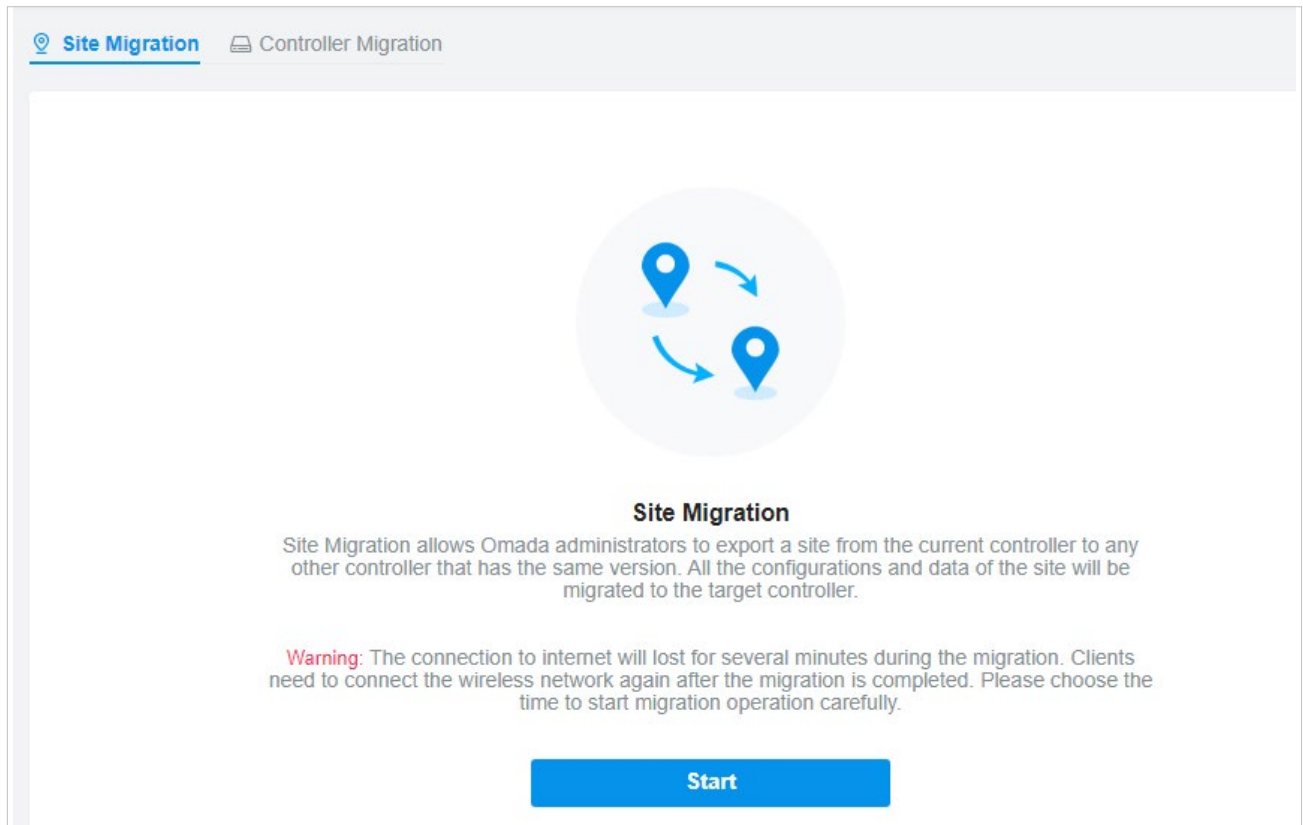 Site Migration Controller Migration
Site Migration
Site Migration allows Omada administrators to export a site from the current controller to any
other controller that has the same version. All the configurations and data of the site will be
migrated to the target controller.
Warning: The connection to internet will lost for several minutes during the migration. Clients
need to connect the wireless network again after the migration is completed. Please choose the
time to start migration operation carefully.
Start